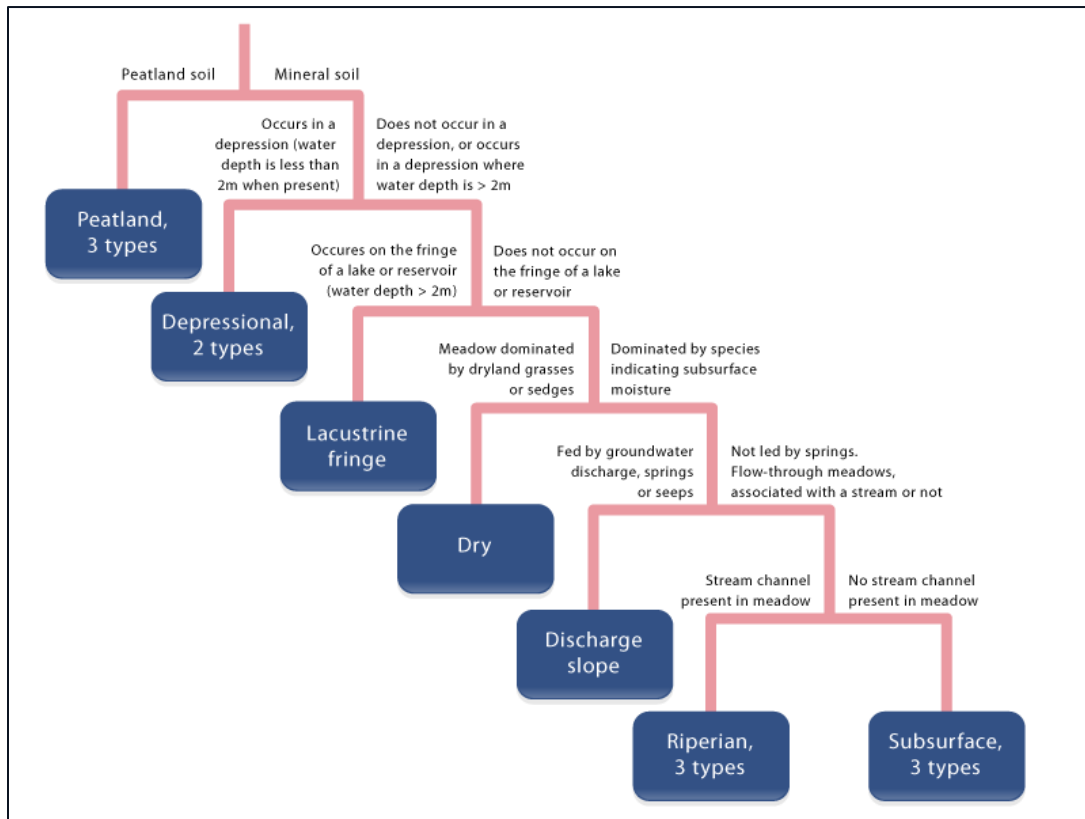 Peatland soil
Mineral soil
Occurs in a
depression (water
depth is less than
2m when present)
Does not occur in a
depression, or occurs
in a depression where
water depth is > 2m
Peatland,
3 types
Occures on the fringe
of a lake or reservoir
(water depth > 2m)
Does not occur on
the fringe of a lake
or reservoir
Depressional,
2 types
Meadow dominated
by dryland grasses
or sedges
Dominated by species
indicating subsurface
moisture
Lacustrine
fringe
Fed by groundwater
discharge, springs
or seeps
Not led by springs.
Flow-through meadows,
associated with a stream or not
Dry
Stream channel
present in meadow
No stream channel
present in meadow
Discharge
slope
Riperian,
3 types
Subsurface,
3 types